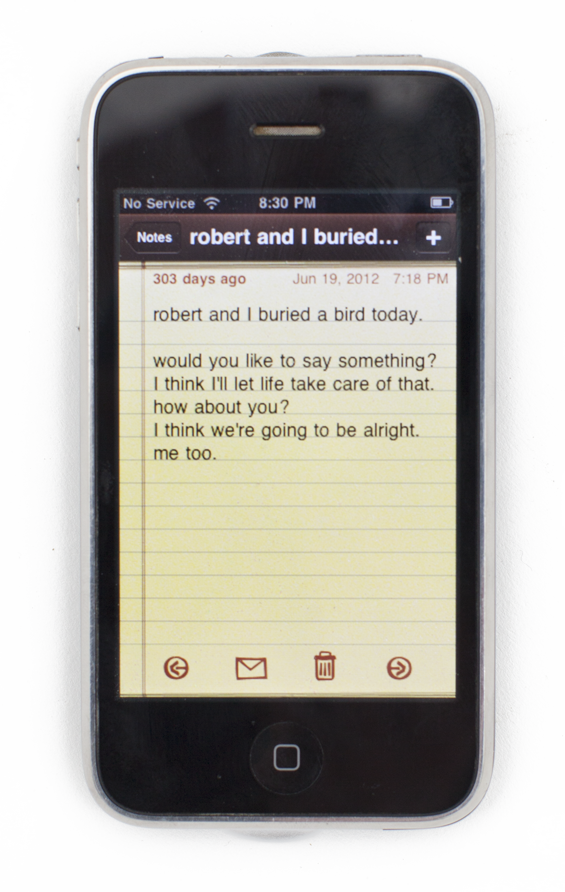 No Service 8:30 PM
Notes robert and I buried... +
303 days ago Jun 19, 2012 7:18 PM
robert and I buried a bird today.
would you like to say something?
I think I'll let life take care of that.
how about you?
I think we're going to be alright.
me too.